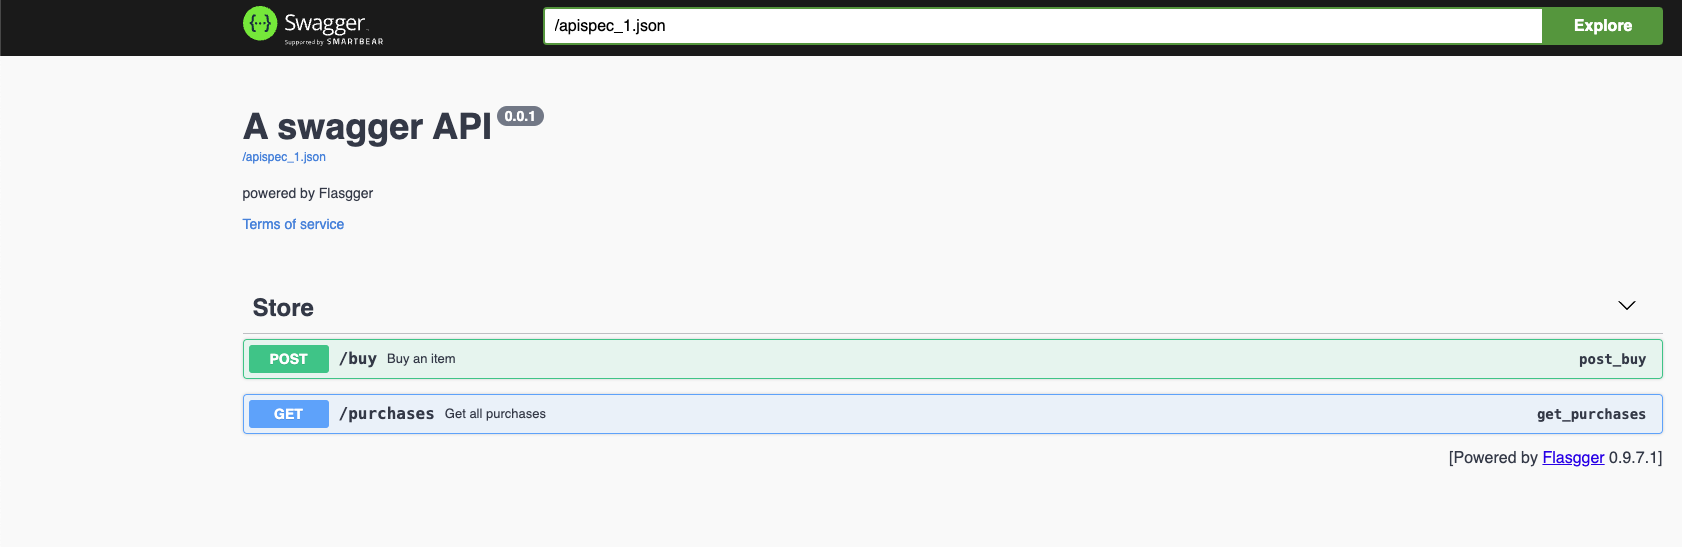 {···} Swagger™
Supported by SMARTBEAR
/apispec_1.json
Explore
A swagger API 0.0.1
/apispec_1.json
powered by Flasgger
Terms of service
Store
POST /buy Buy an item post_buy
GET /purchases Get all purchases get_purchases
[Powered by Flasgger 0.9.7.1]